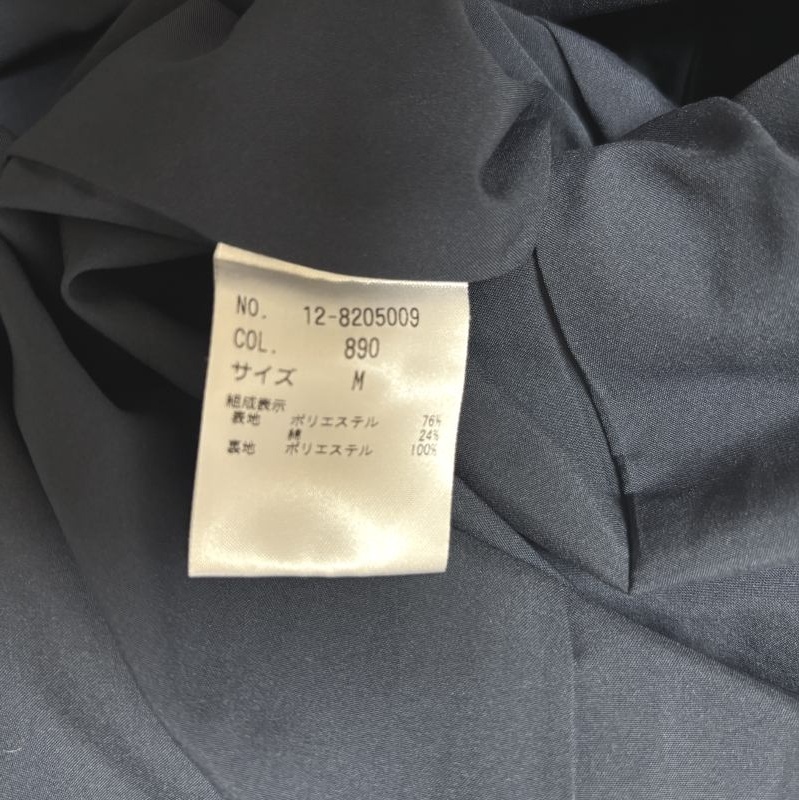 NO. 12-8205009
COL. 890
サイズ M
組成表示
表地 ポリエステル 76%
綿 24%
裏地 ポリエステル 100%